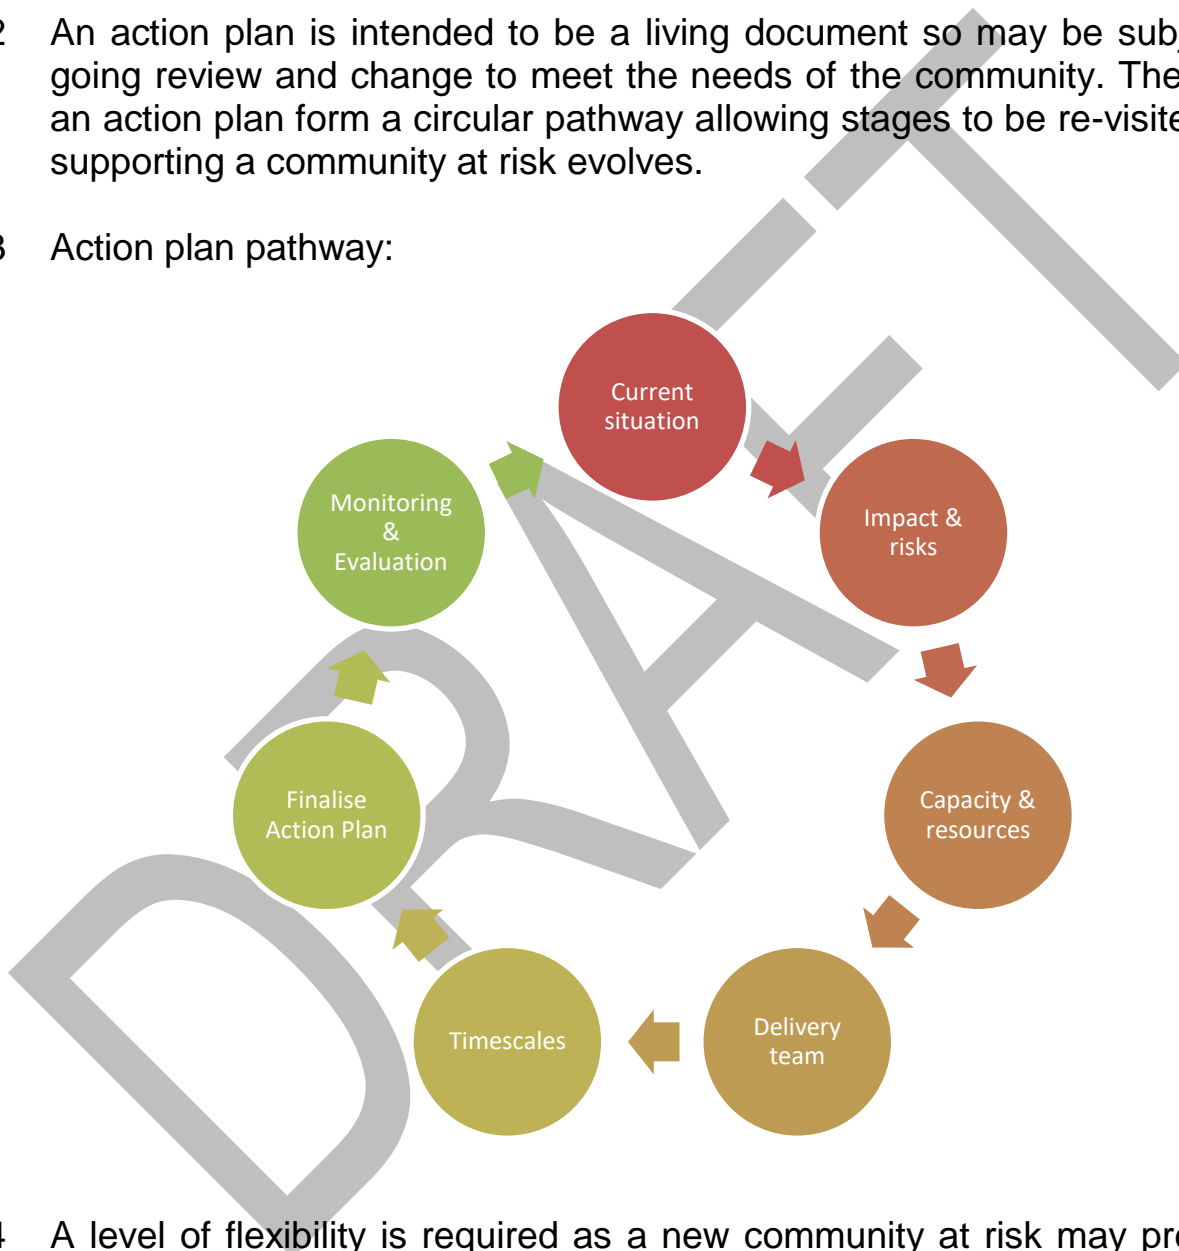 2 An action plan is intended to be a living document so may be subj
going review and change to meet the needs of the community. The
an action plan form a circular pathway allowing stages to be re-visite
supporting a community at risk evolves.
3 Action plan pathway:
Current
situation
Impact &
risks
Capacity &
resources
Delivery
team
Timescales
Finalise
Action Plan
Monitoring
&
Evaluation
DRAFT
4 A level of flexibility is required as a new community at risk may pre